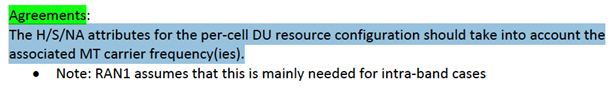 Agreements:
The H/S/NA attributes for the per-cell DU resource configuration should take into account the
associated MT carrier frequency(ies).
• Note: RAN1 assumes that this is mainly needed for intra-band cases